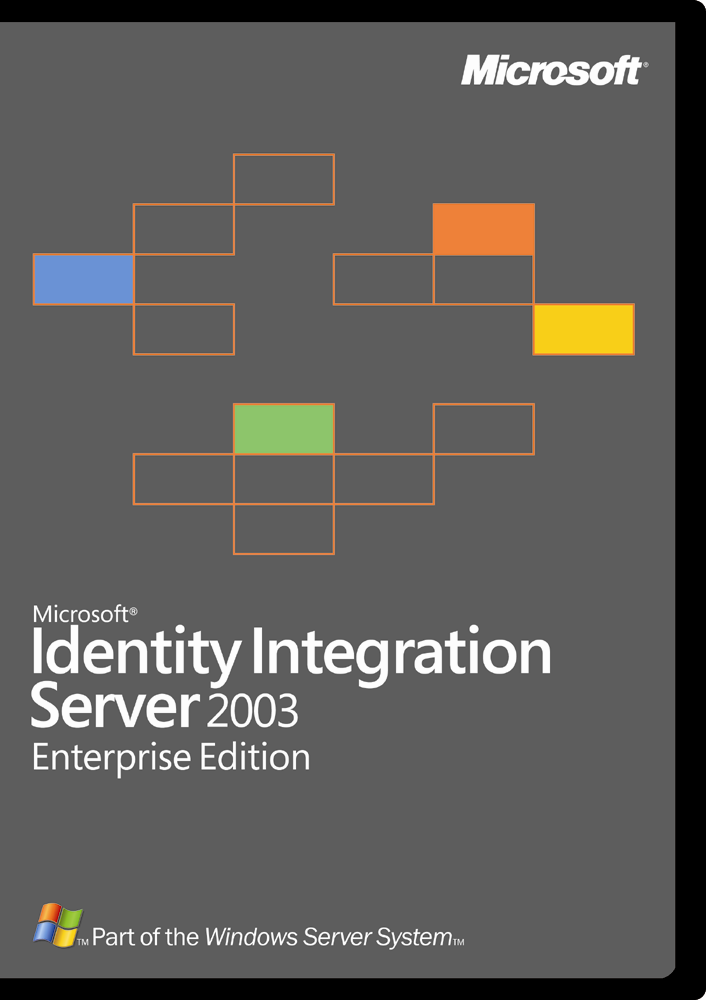 Microsoft®
Microsoft®
Identity Integration
Server 2003
Enterprise Edition
TM Part of the Windows Server System TM